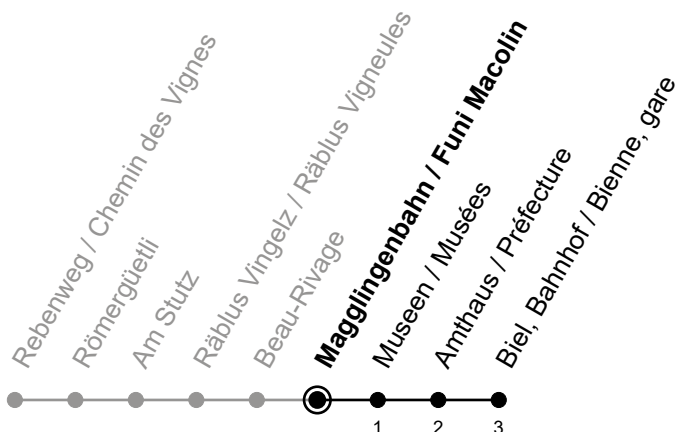 Rebenweg / Chemin des Vignes
Römergüetli
Am Stutz
Räblus Vingelz / Räblus Vigneules
Beau-Rivage
Magglingenbahn / Funi Macolin
Museen / Musées
Amthaus / Préfecture
Biel, Bahnhof / Bienne, gare
1 2 3